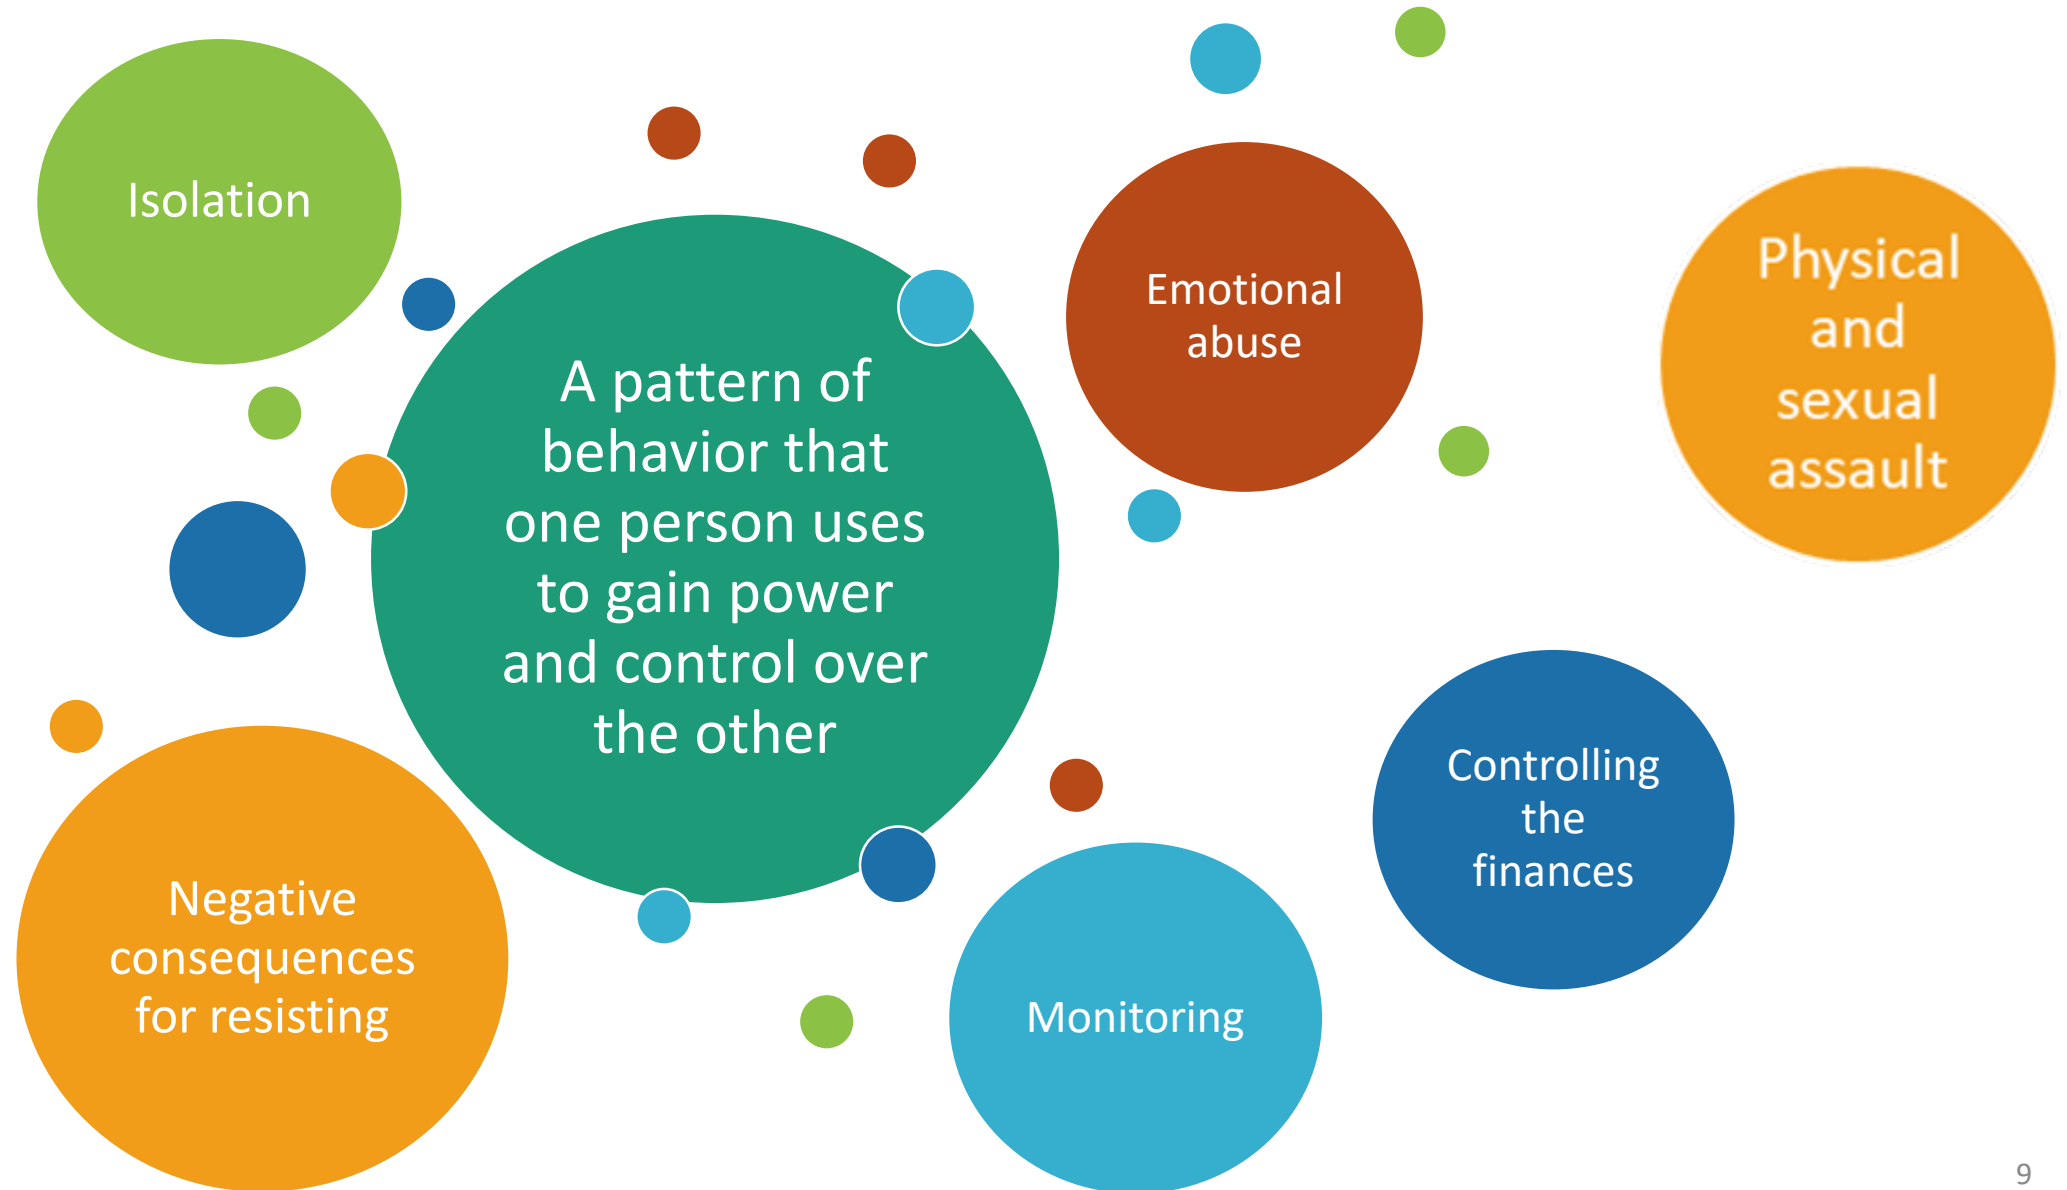 Isolation
A pattern of
behavior that
one person uses
to gain power
and control over
the other
Emotional
abuse
Physical
and
sexual
assault
Negative
consequences
for resisting
Monitoring
Controlling
the
finances
9